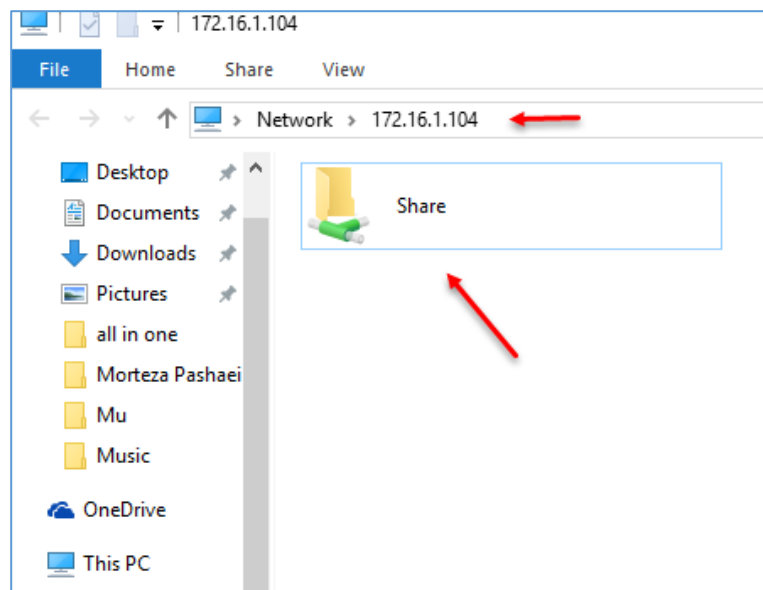 172.16.1.104
File Home Share View
Network > 172.16.1.104
Desktop
Documents
Downloads
Pictures
all in one
Morteza Pashaei
Mu
Music
OneDrive
This PC
Share